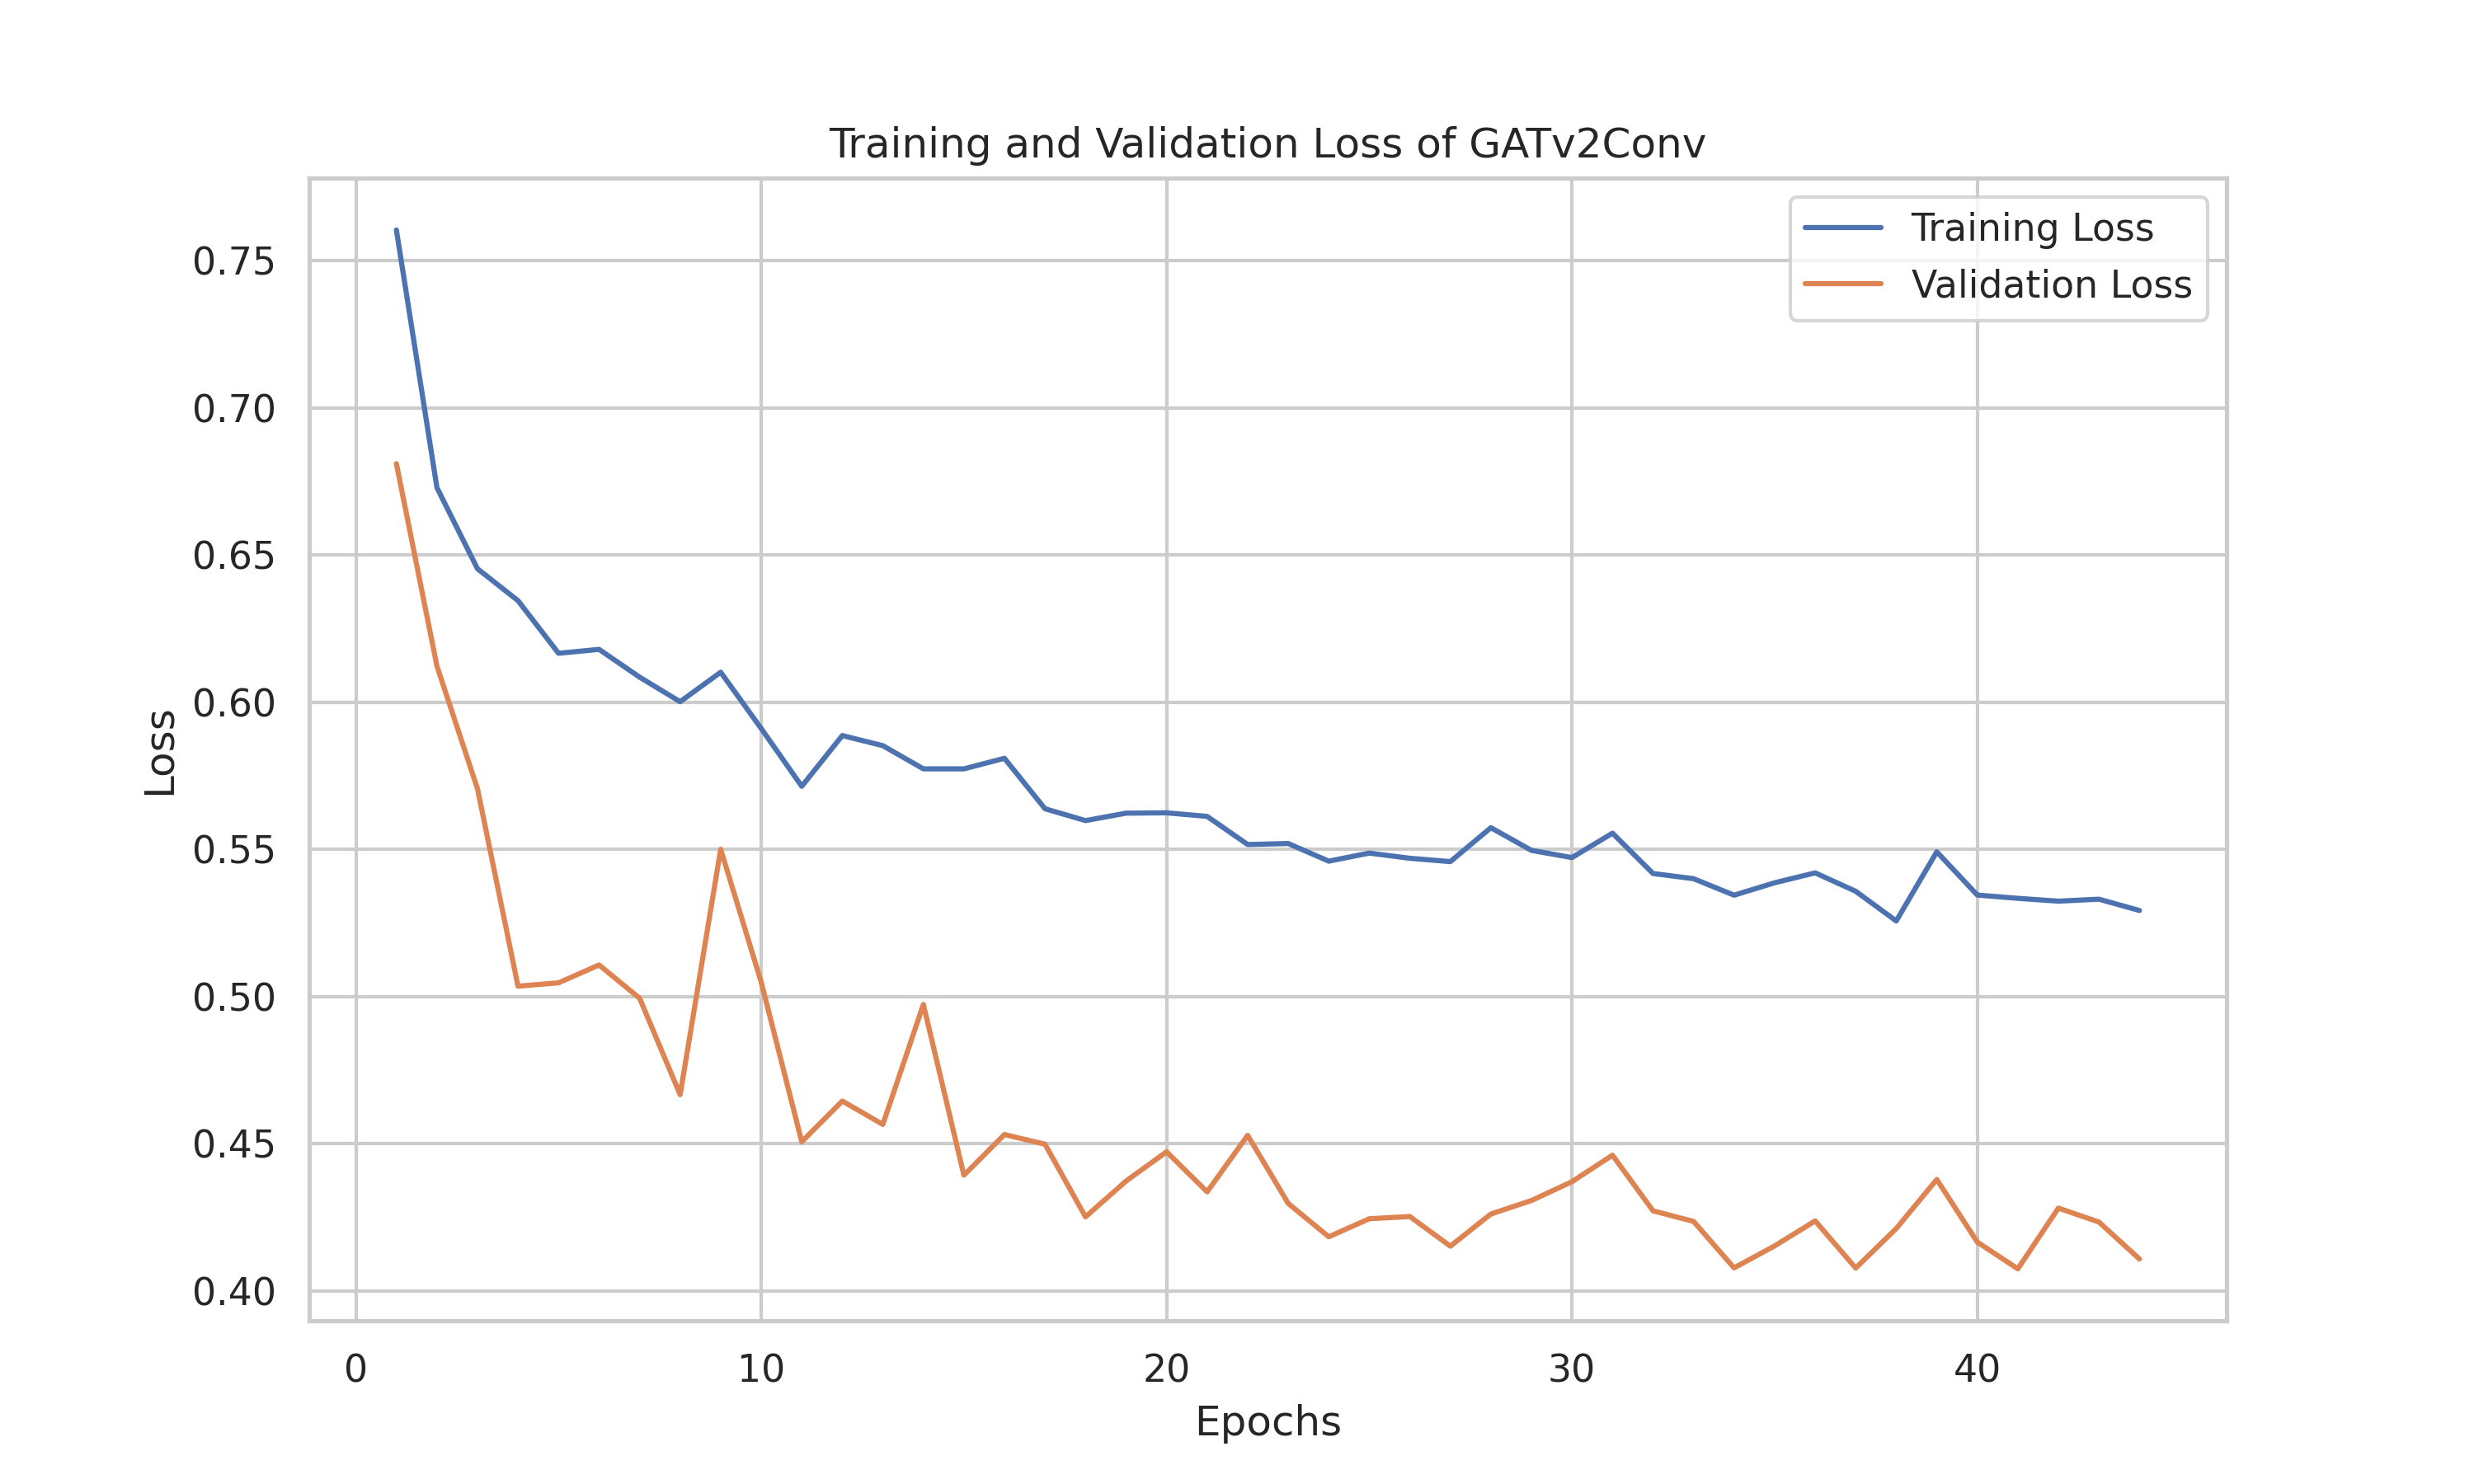 Training and Validation Loss of GATv2Conv
Training Loss
Validation Loss
0.75
0.70
0.65
0.60
0.55
0.50
0.45
0.40
Loss
0 10 20 30 40
Epochs